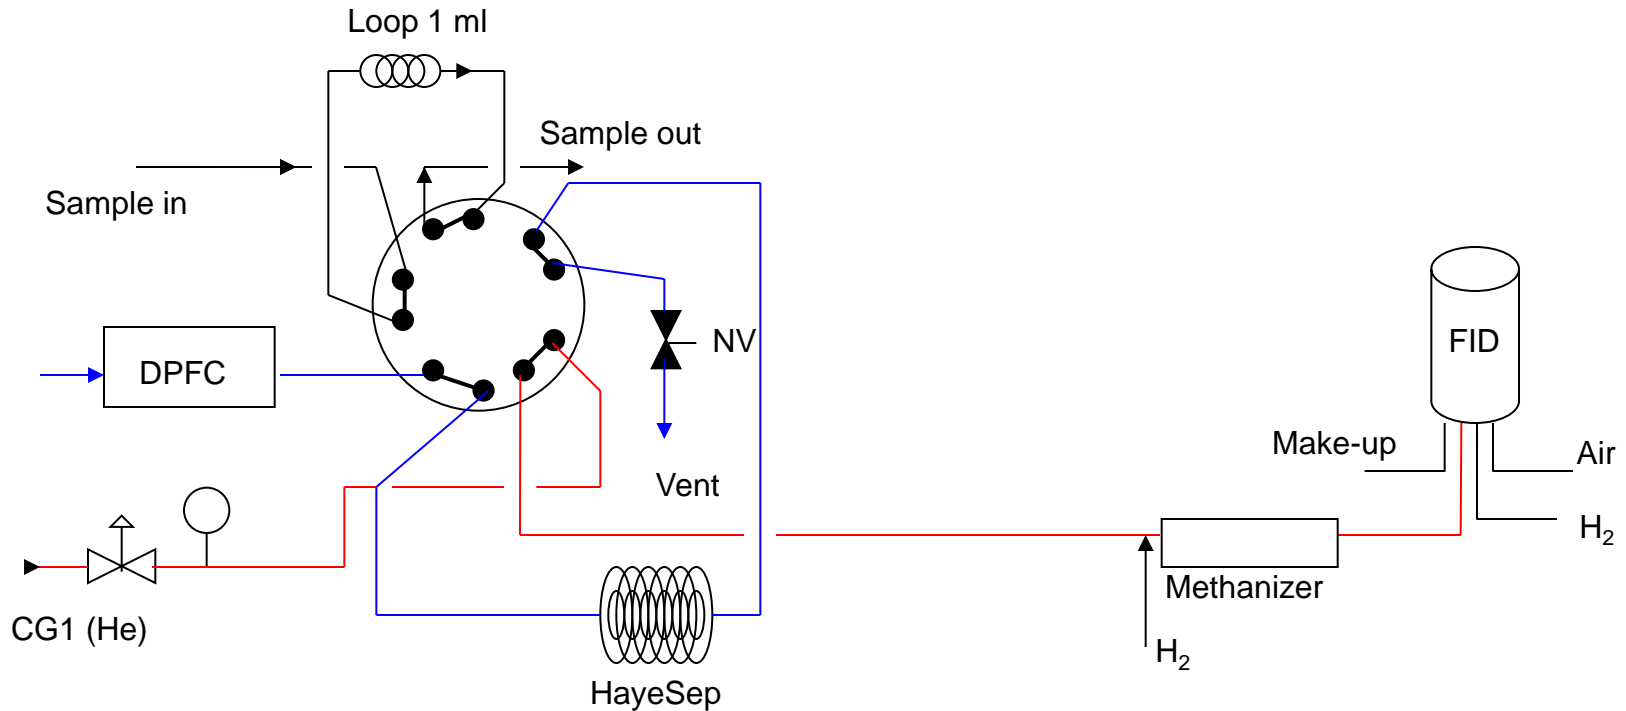 Loop 1 ml
Sample out
Sample in
DPFC
NV
FID
Make-up
Air
Vent
H₂
Methanizer
CG1 (He)
H₂
HayeSep